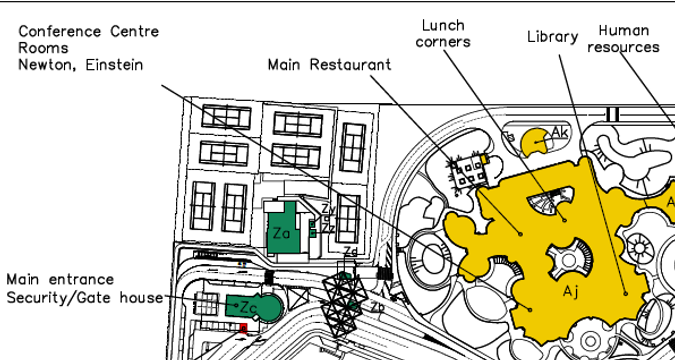 Conference Centre
Rooms
Newton, Einstein
Main Restaurant
Lunch
corners
Library
Human
resources
Ak
A
Zy
Za
Zz
Zd
Aj
Main entrance
Security/Gate house
Zc
Zb